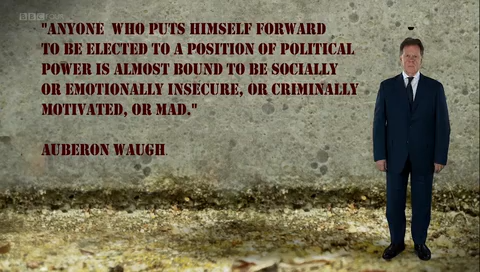 BBC
"ANYONE WHO PUTS HIMSELF FORWARD
TO BE ELECTED TO A POSITION OF POLITICAL
POWER IS ALMOST BOUND TO BE SOCIALLY
OR EMOTIONALLY INSECURE, OR CRIMINALLY
MOTIVATED, OR MAD."
AUBERON WAUGH.